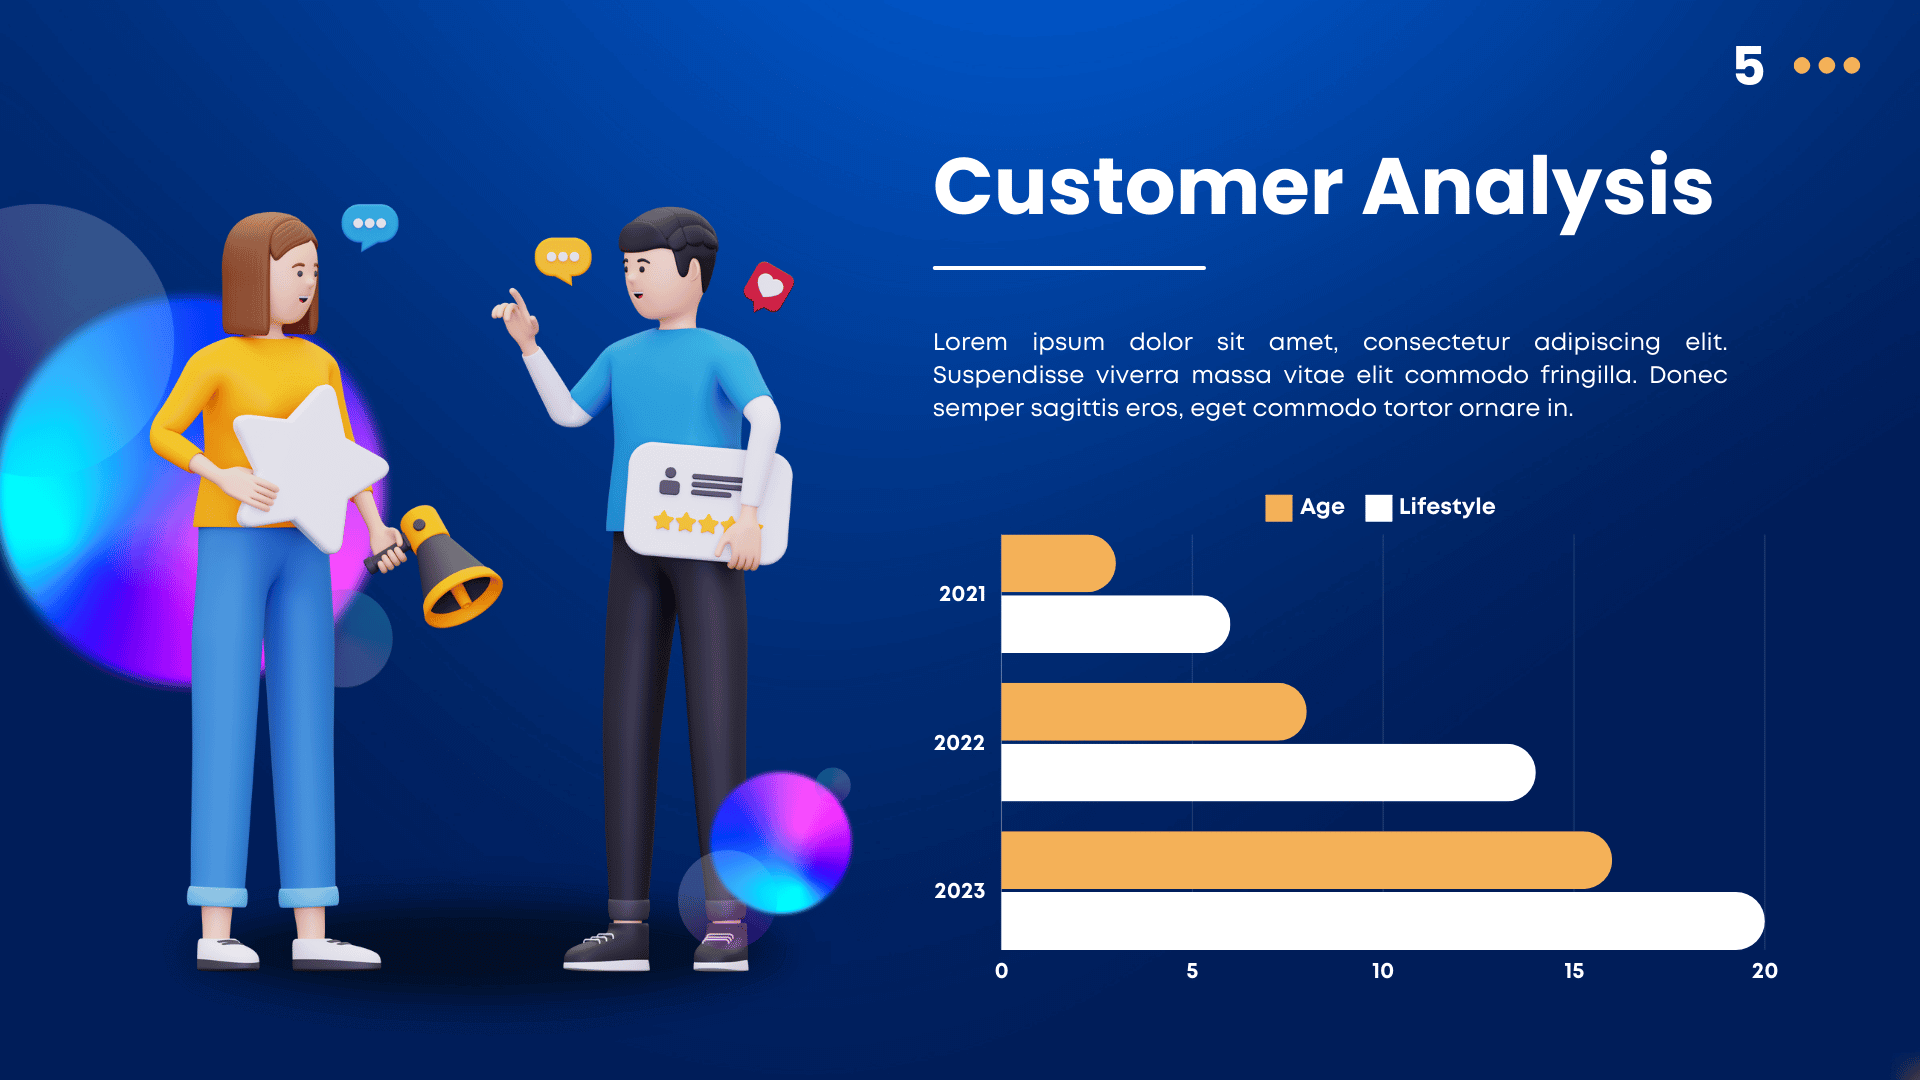 5
Customer Analysis
Lorem ipsum dolor sit amet, consectetur adipiscing elit.
Suspendisse viverra massa vitae elit commodo fringilla. Donec
semper sagittis eros, eget commodo tortor ornare in.
Age Lifestyle
2021
2022
2023
0 5 10 15 20